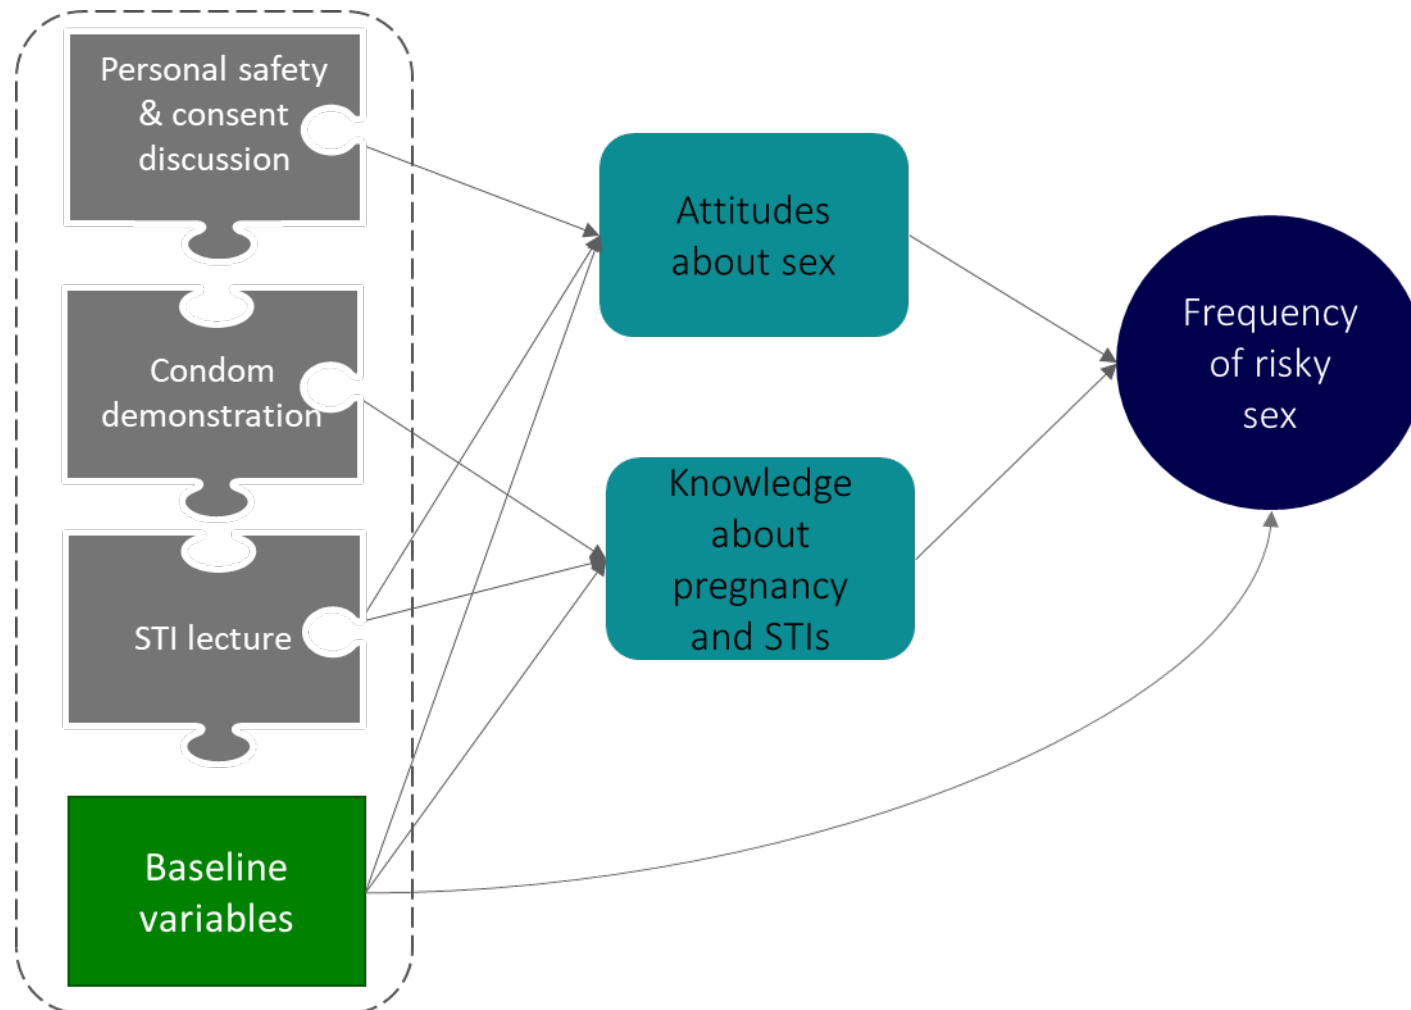 Personal safety
& consent
discussion
Condom
demonstration
STI lecture
Baseline
variables
Attitudes
about sex
Knowledge
about
pregnancy
and STIs
Frequency
of risky
sex